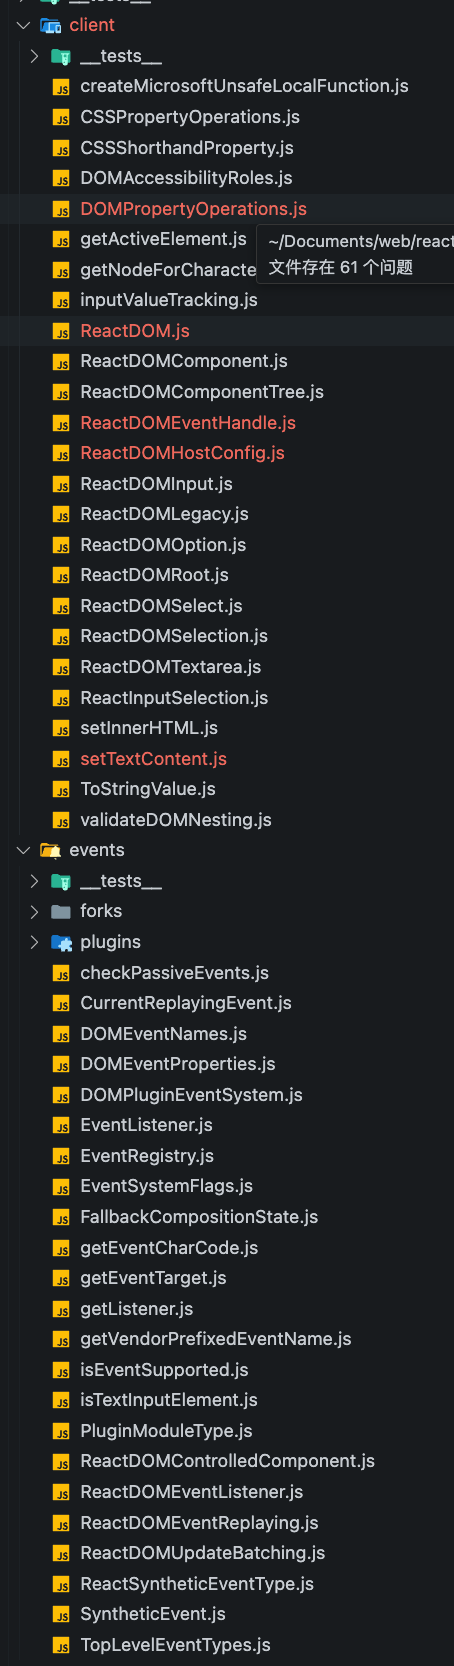 __tests__
client
__tests__
createMicrosoftUnsafeLocalFunction.js
CSSPropertyOperations.js
CSSShorthandProperty.js
DOMAccessibilityRoles.js
DOMPropertyOperations.js
getActiveElement.js
~/Documents/web/react
getNodeForCharacte
文件存在 61 个问题
inputValueTracking.js
ReactDOM.js
ReactDOMComponent.js
ReactDOMComponentTree.js
ReactDOMEventHandle.js
ReactDOMHostConfig.js
ReactDOMInput.js
ReactDOMLegacy.js
ReactDOMOption.js
ReactDOMRoot.js
ReactDOMSelect.js
ReactDOMSelection.js
ReactDOMTextarea.js
ReactInputSelection.js
setInnerHTML.js
setTextContent.js
ToStringValue.js
validateDOMNesting.js
events
__tests__
forks
plugins
checkPassiveEvents.js
CurrentReplayingEvent.js
DOMEventNames.js
DOMEventProperties.js
DOMPluginEventSystem.js
EventListener.js
EventRegistry.js
EventSystemFlags.js
FallbackCompositionState.js
getEventCharCode.js
getEventTarget.js
getListener.js
getVendorPrefixedEventName.js
isEventSupported.js
isTextInputElement.js
PluginModuleType.js
ReactDOMControlledComponent.js
ReactDOMEventListener.js
ReactDOMEventReplaying.js
ReactDOMUpdateBatching.js
ReactSyntheticEventType.js
SyntheticEvent.js
TopLevelEventTypes.js